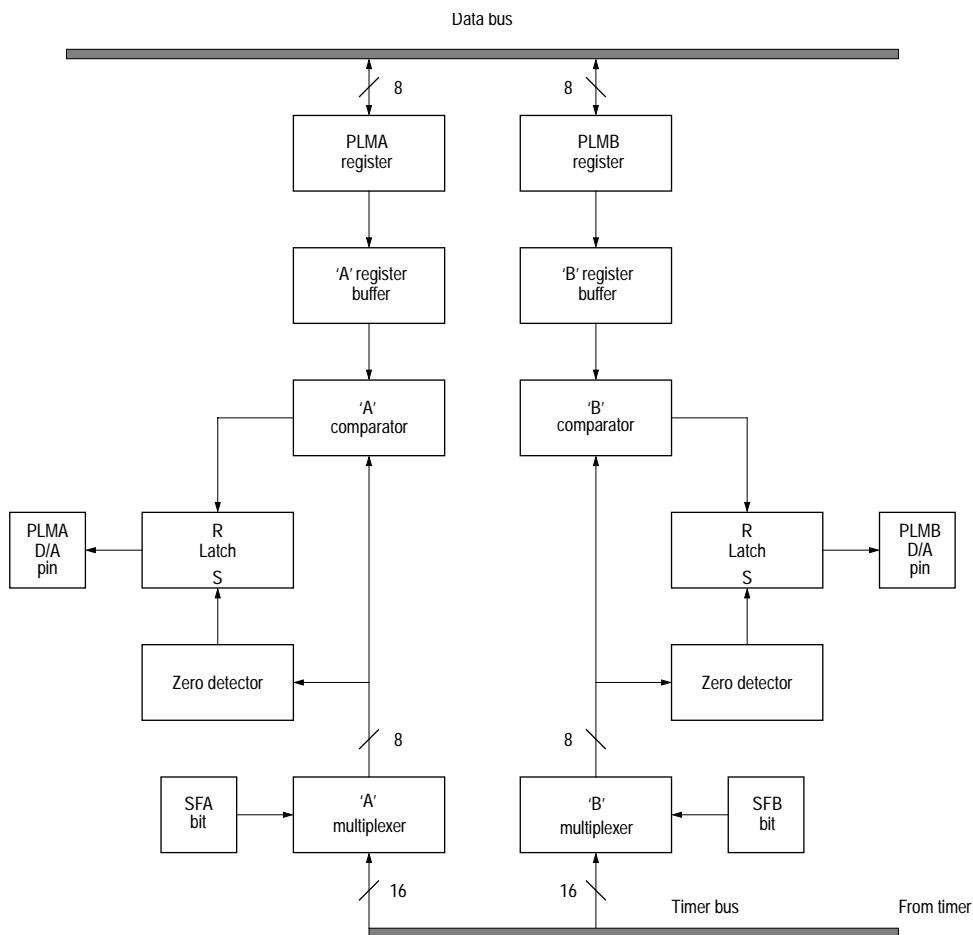 Data bus
8
8
PLMA
register
PLMB
register
‘A’ register
buffer
‘B’ register
buffer
‘A’
comparator
‘B’
comparator
PLMA
D/A
pin
R
Latch
S
R
Latch
S
PLMB
D/A
pin
Zero detector
Zero detector
8
8
SFA
bit
‘A’
multiplexer
‘B’
multiplexer
SFB
bit
16
16
Timer bus
From timer